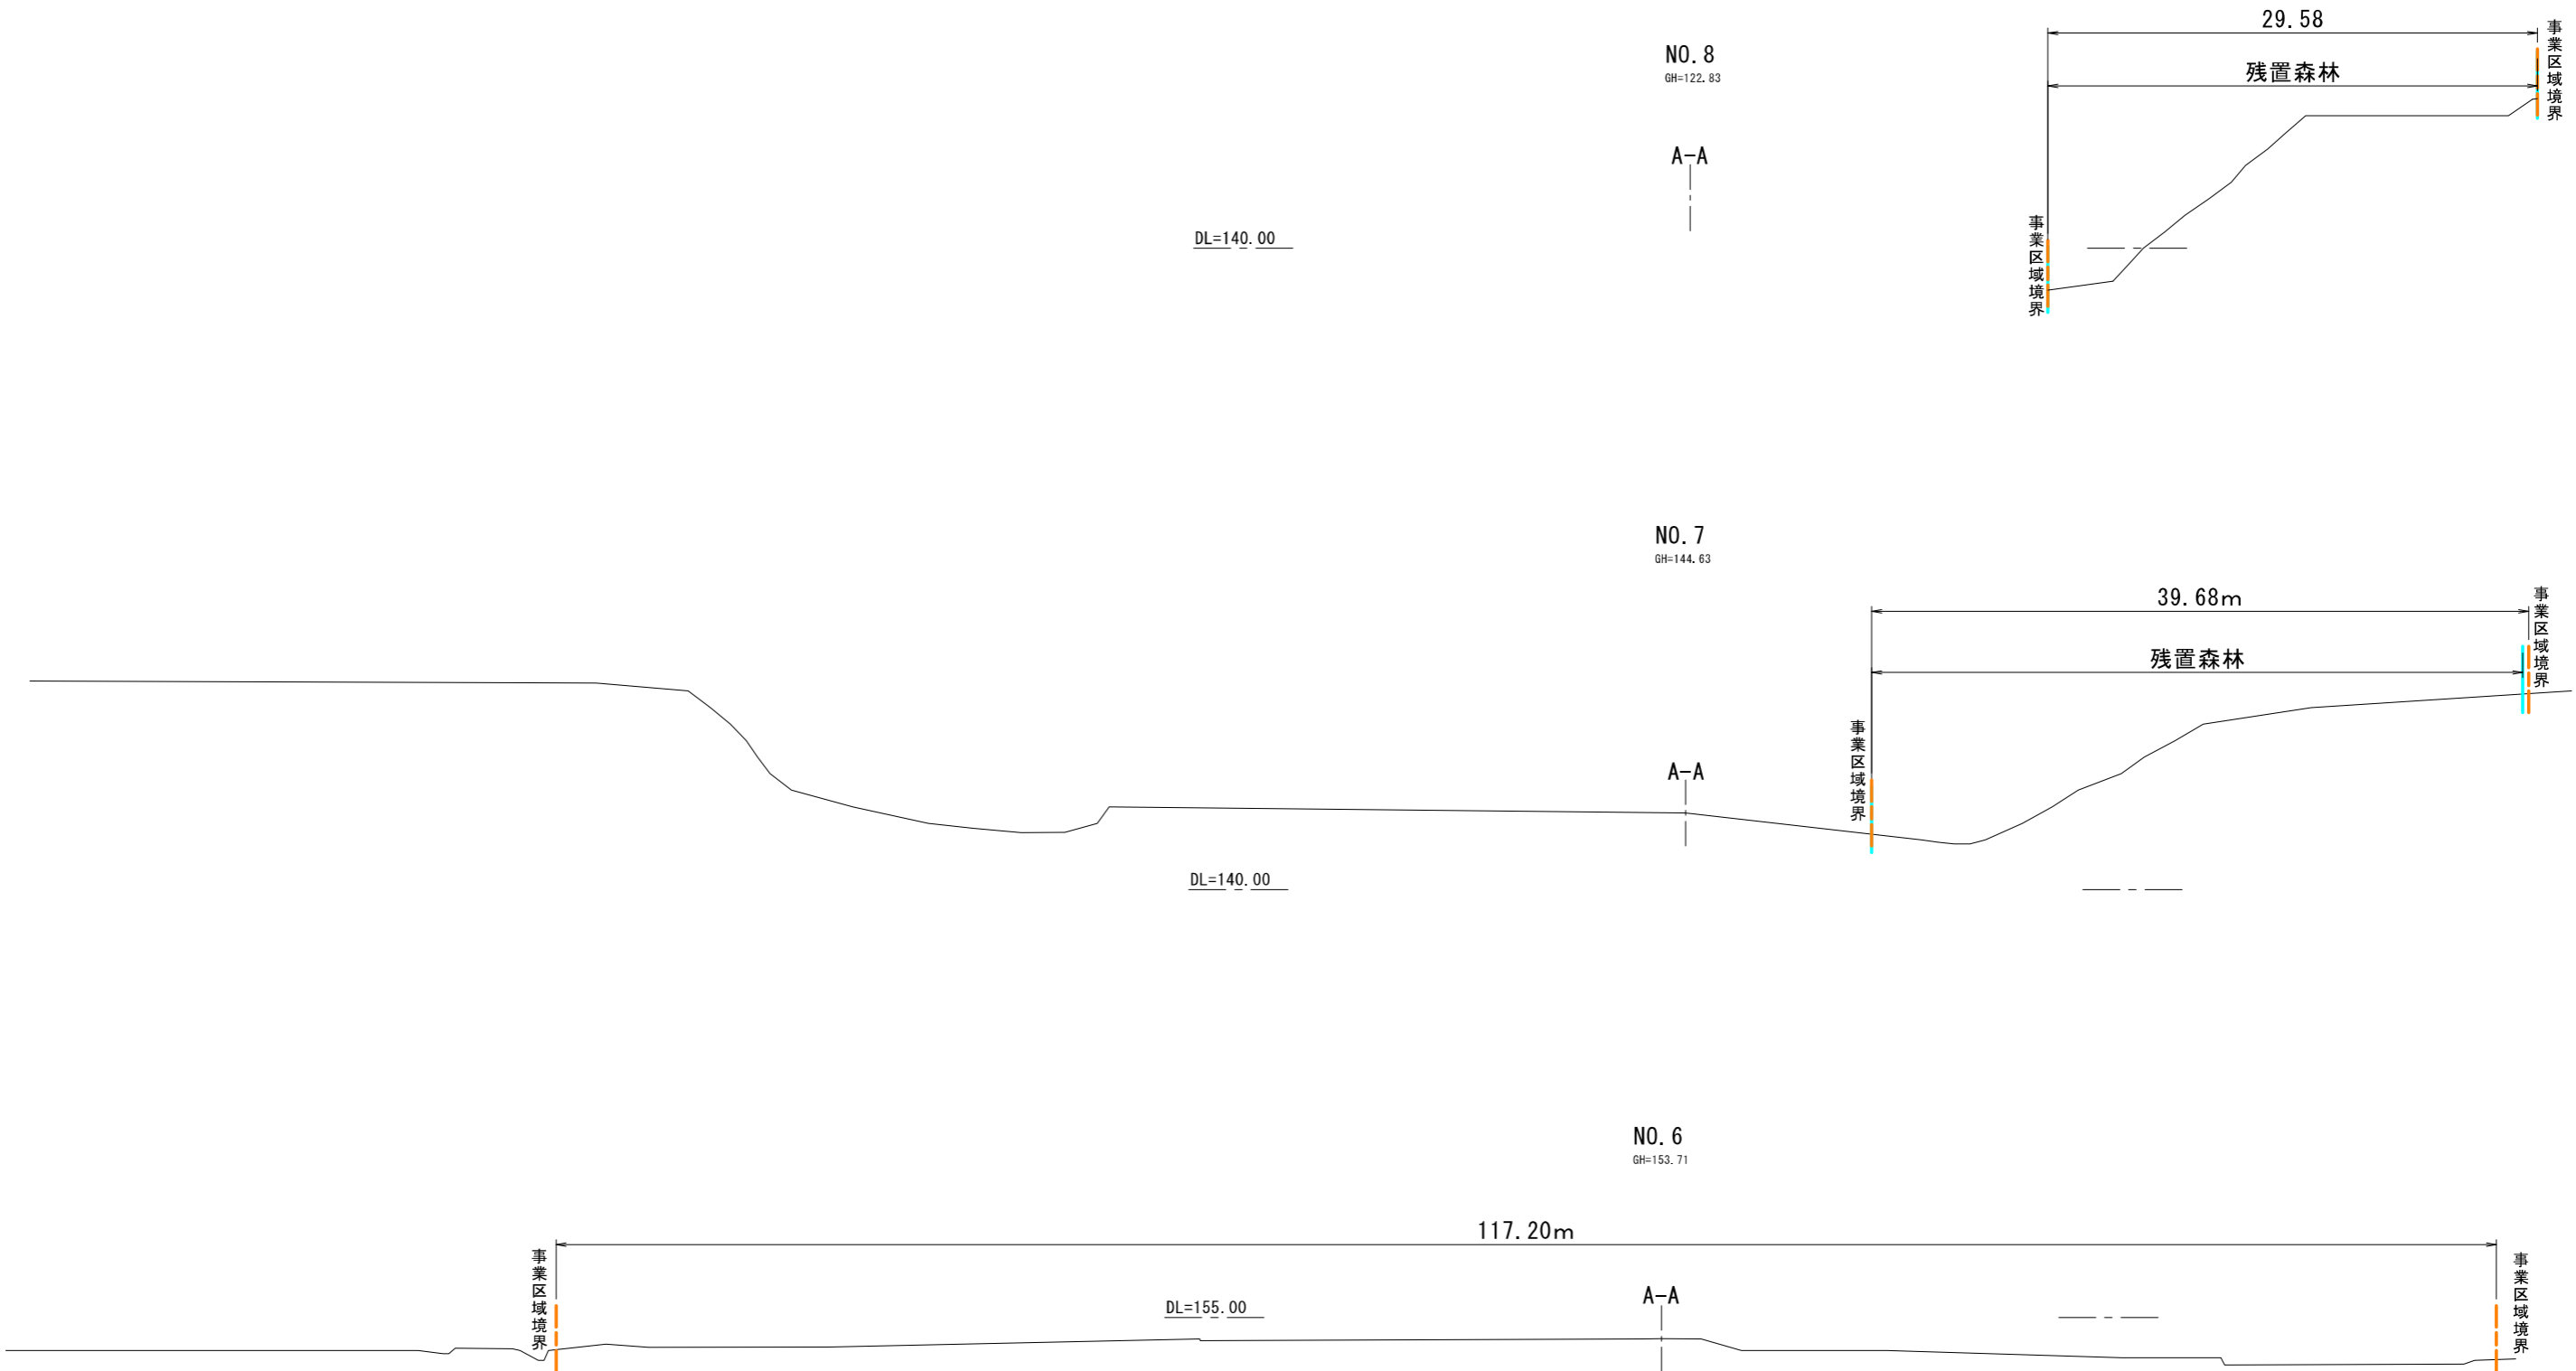 29.58
事業区域境界
NO.8
GH=122.83
残置森林
A-A
事業区域境界
DL=140.00
NO.7
GH=144.63
39.68m
事業区域境界
残置森林
事業区域境界
A-A
DL=140.00
NO.6
GH=153.71
117.20m
事業区域境界
事業区域境界
A-A
DL=155.00